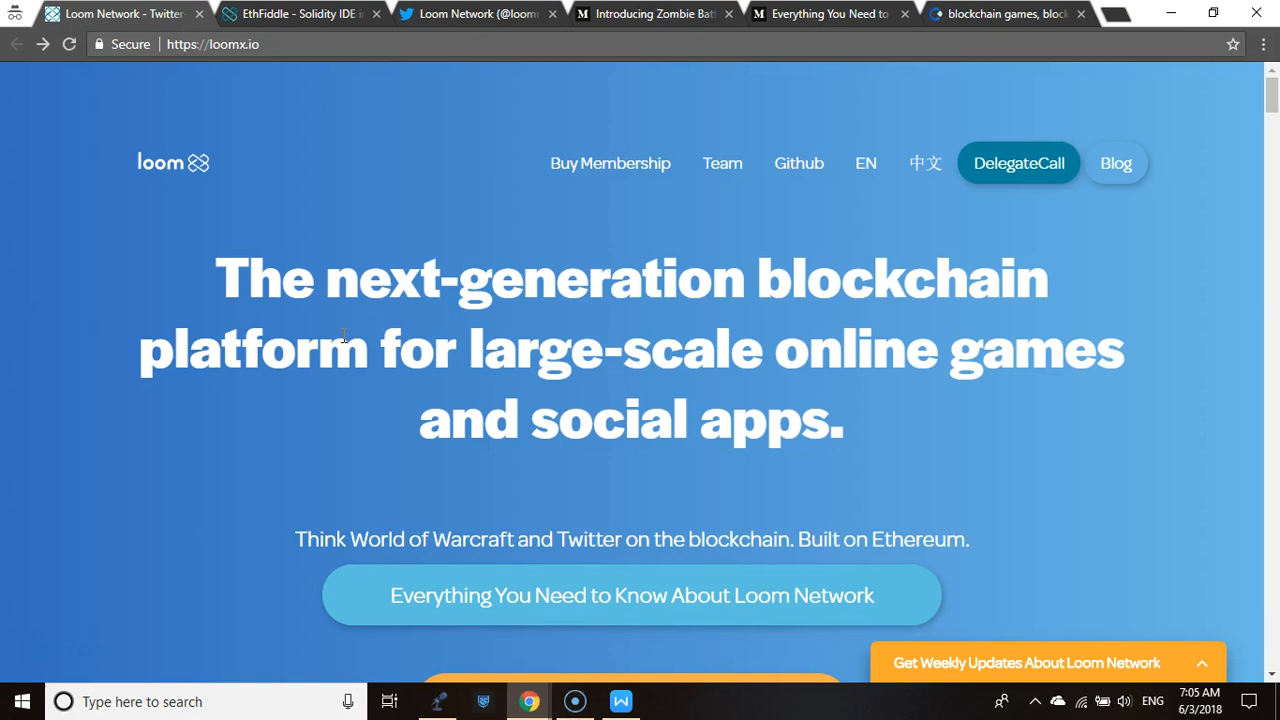 Loom Network - Twitter
EthFiddle - Solidity IDE i
Loom Network (@loom
Introducing Zombie Bat
Everything You Need to
blockchain games, block
Secure
https://loomx.io
loom
Buy Membership
Team
Github
EN
中文
DelegateCall
Blog
The next-generation blockchain
platform for large-scale online games
and social apps.
Think World of Warcraft and Twitter on the blockchain. Built on Ethereum.
Everything You Need to Know About Loom Network
Get Weekly Updates About Loom Network
Type here to search
ENG
7:05 AM
6/3/2018